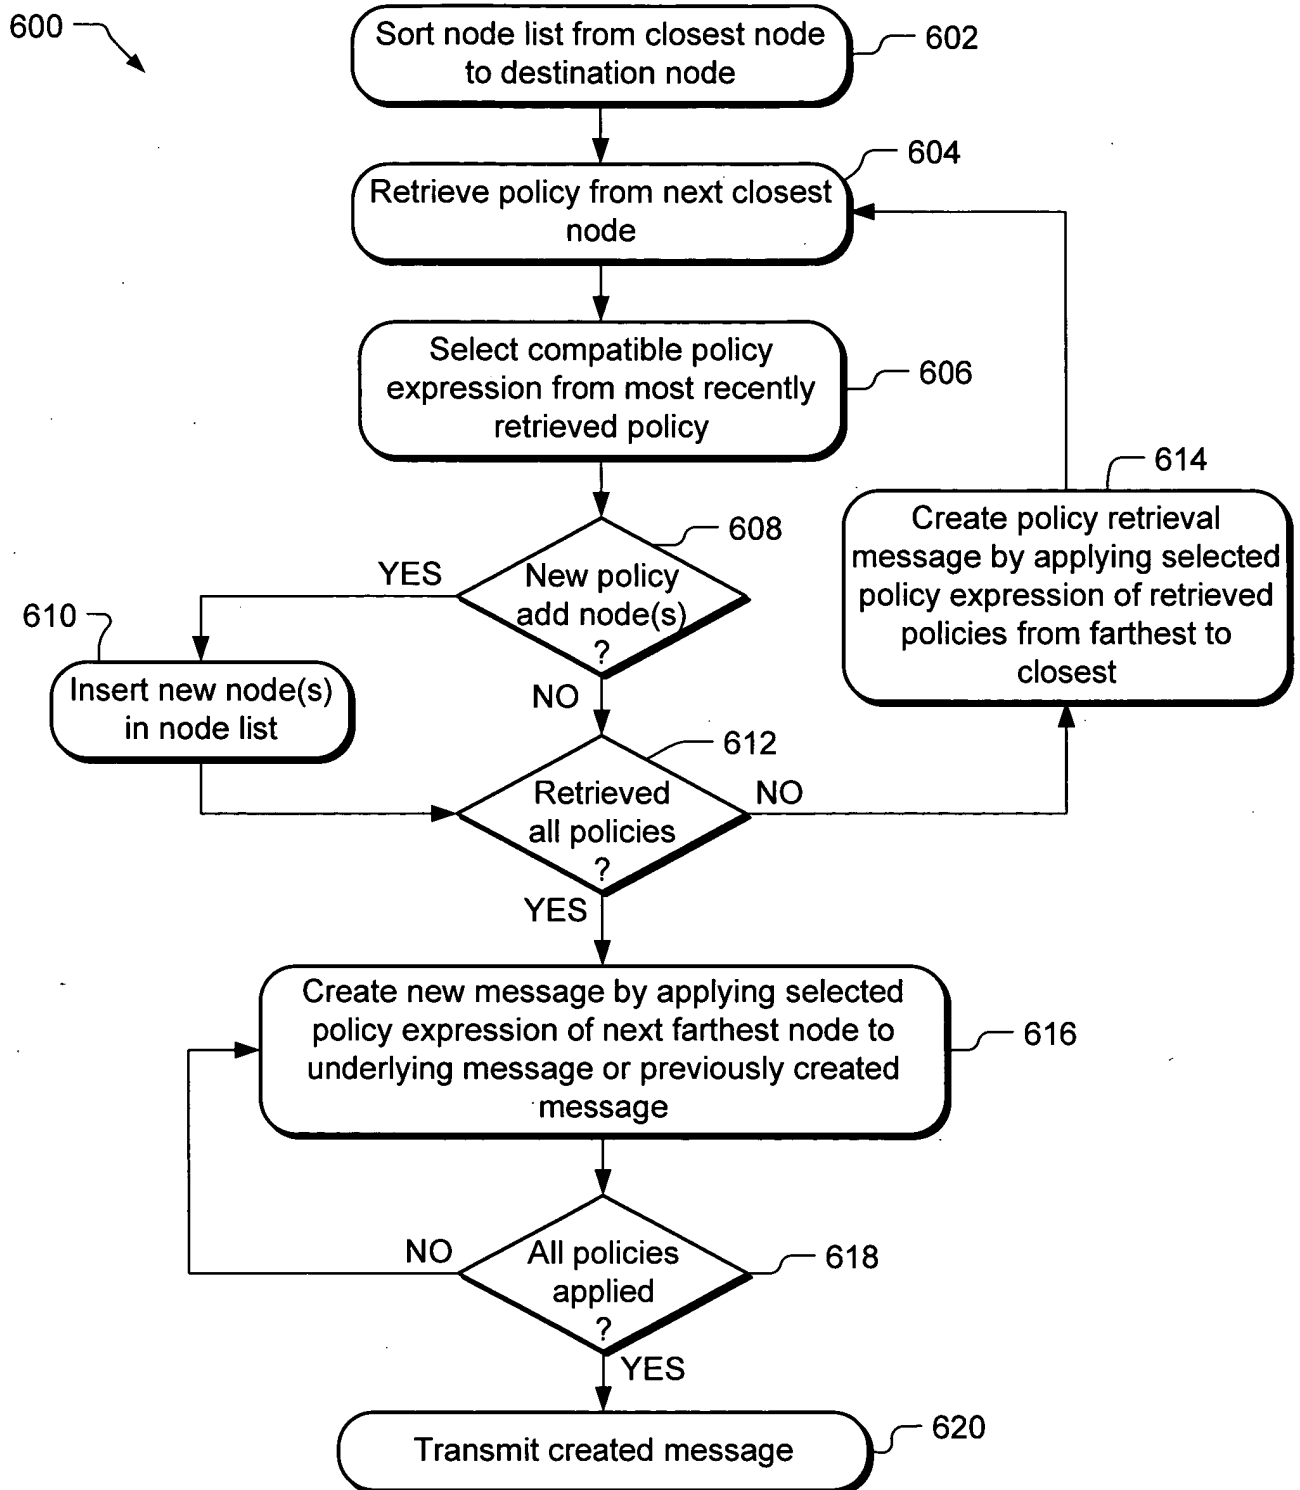 600
Sort node list from closest node
to destination node
602
604
Retrieve policy from next closest
node
Select compatible policy
expression from most recently
retrieved policy
606
614
Create policy retrieval
message by applying selected
policy expression of retrieved
policies from farthest to
closest
608
YES
New policy
add node(s)
?
610
Insert new node(s)
in node list
NO
612
Retrieved
all policies
?
NO
YES
Create new message by applying selected
policy expression of next farthest node to
underlying message or previously created
message
616
NO
All policies
applied
?
618
YES
Transmit created message
620